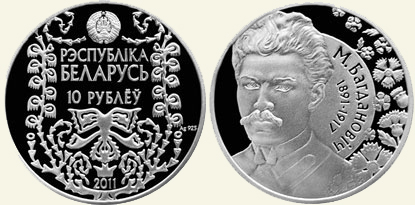 РЭСПУБЛІКА
БЕЛАРУСЬ
10 РУБЛЁЎ
Ag 925
2011
М. БАГДАНОВІЧ
1891-1917